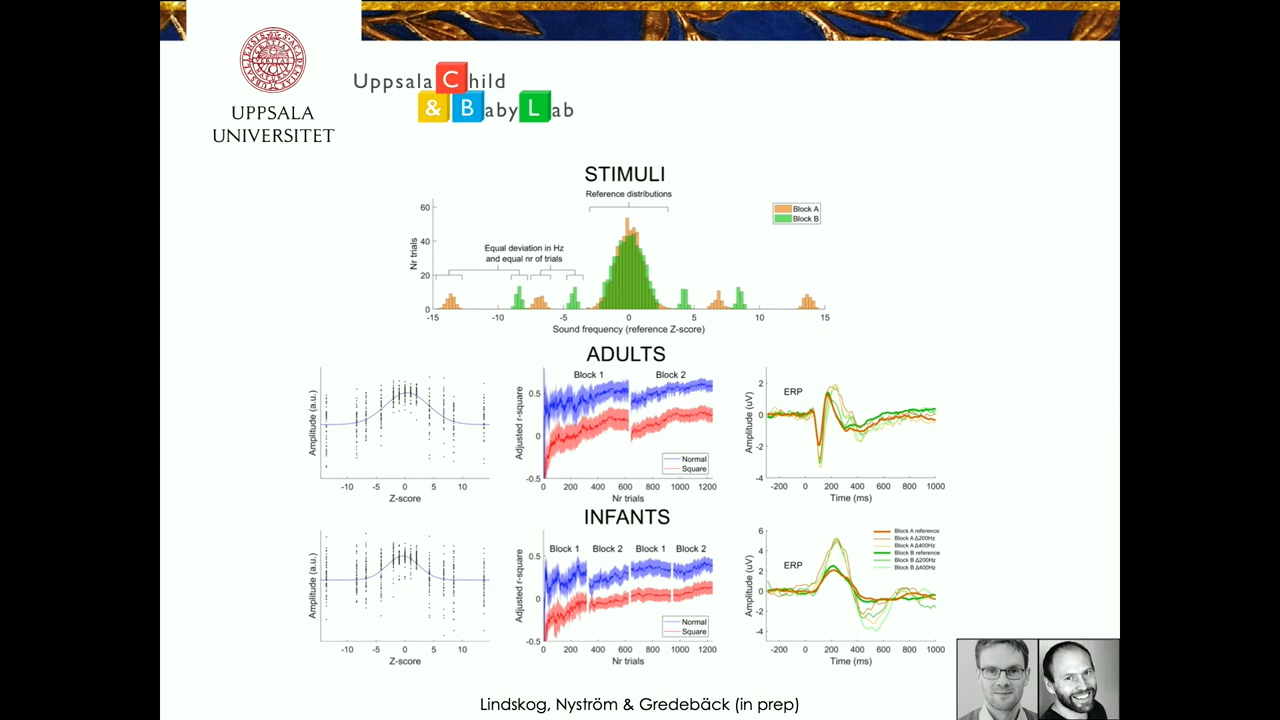 UPPSALA
UNIVERSITET
Uppsala Child
& Baby Lab
STIMULI
Reference distributions
Block A
Block B
Equal deviation in Hz
and equal nr of trials
Nr trials
60
40
20
0
-15 -10 -5 0 5 10 15
Sound frequency (reference Z-score)
ADULTS
Amplitude (a.u.)
-10 -5 0 5 10
Z-score
Block 1 Block 2
Adjusted r-square
0.5
0
-0.5
Normal
Square
0 200 400 600 800 1000 1200
Nr trials
ERP
Amplitude (uV)
2
0
-2
-4
-200 0 200 400 600 800 1000
Time (ms)
INFANTS
Amplitude (a.u.)
-10 -5 0 5 10
Z-score
Block 1 Block 2 Block 1 Block 2
Adjusted r-square
0.5
0
-0.5
Normal
Square
0 200 400 600 800 1000 1200
Nr trials
ERP
Block A reference
Block A Δ200Hz
Block A Δ400Hz
Block B reference
Block B Δ200Hz
Block B Δ400Hz
Amplitude (uV)
6
4
2
0
-2
-4
-200 0 200 400 600 800 1000
Time (ms)
Lindskog, Nyström & Gredebäck (in prep)